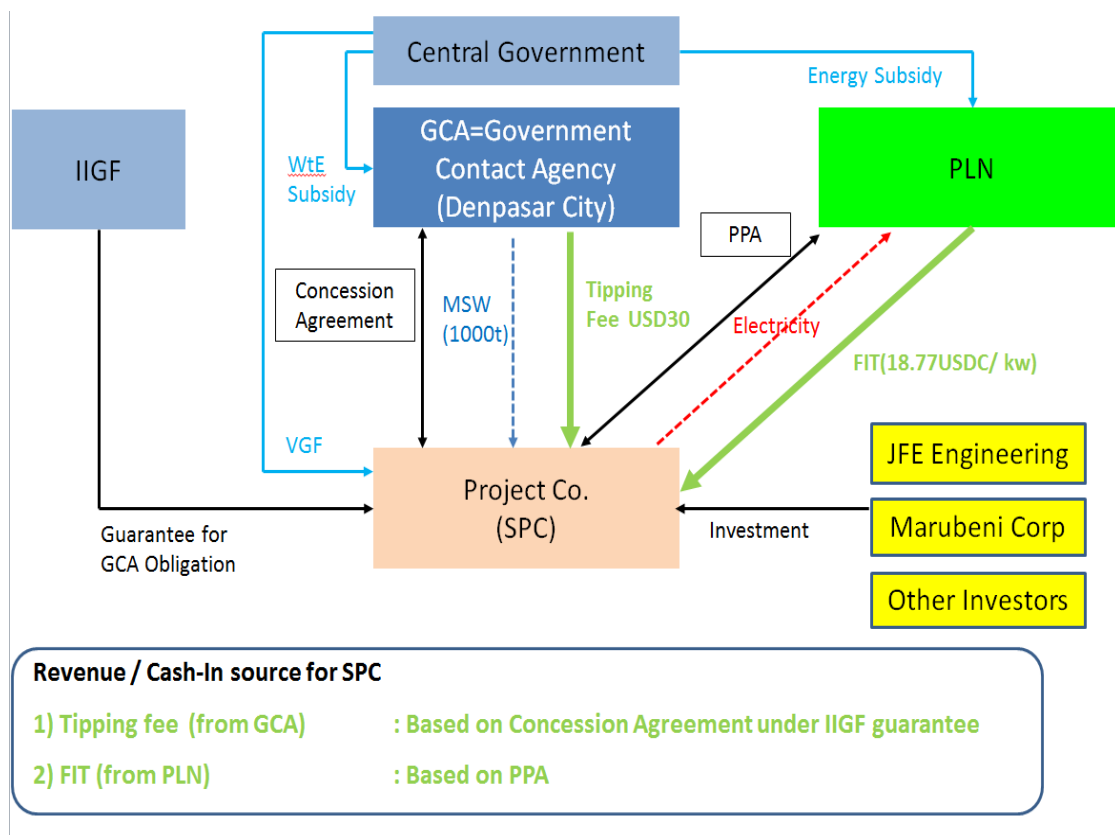 Central Government
Energy Subsidy
IIGF
GCA=Government
Contact Agency
(Denpasar City)
PLN
WtE
Subsidy
PPA
Concession
Agreement
MSW
(1000t)
Tipping
Fee USD30
Electricity
FIT(18.77USDC/ kw)
VGF
Project Co.
(SPC)
JFE Engineering
Marubeni Corp
Other Investors
Investment
Guarantee for
GCA Obligation
Revenue / Cash-In source for SPC
1) Tipping fee (from GCA) : Based on Concession Agreement under IIGF guarantee
2) FIT (from PLN) : Based on PPA